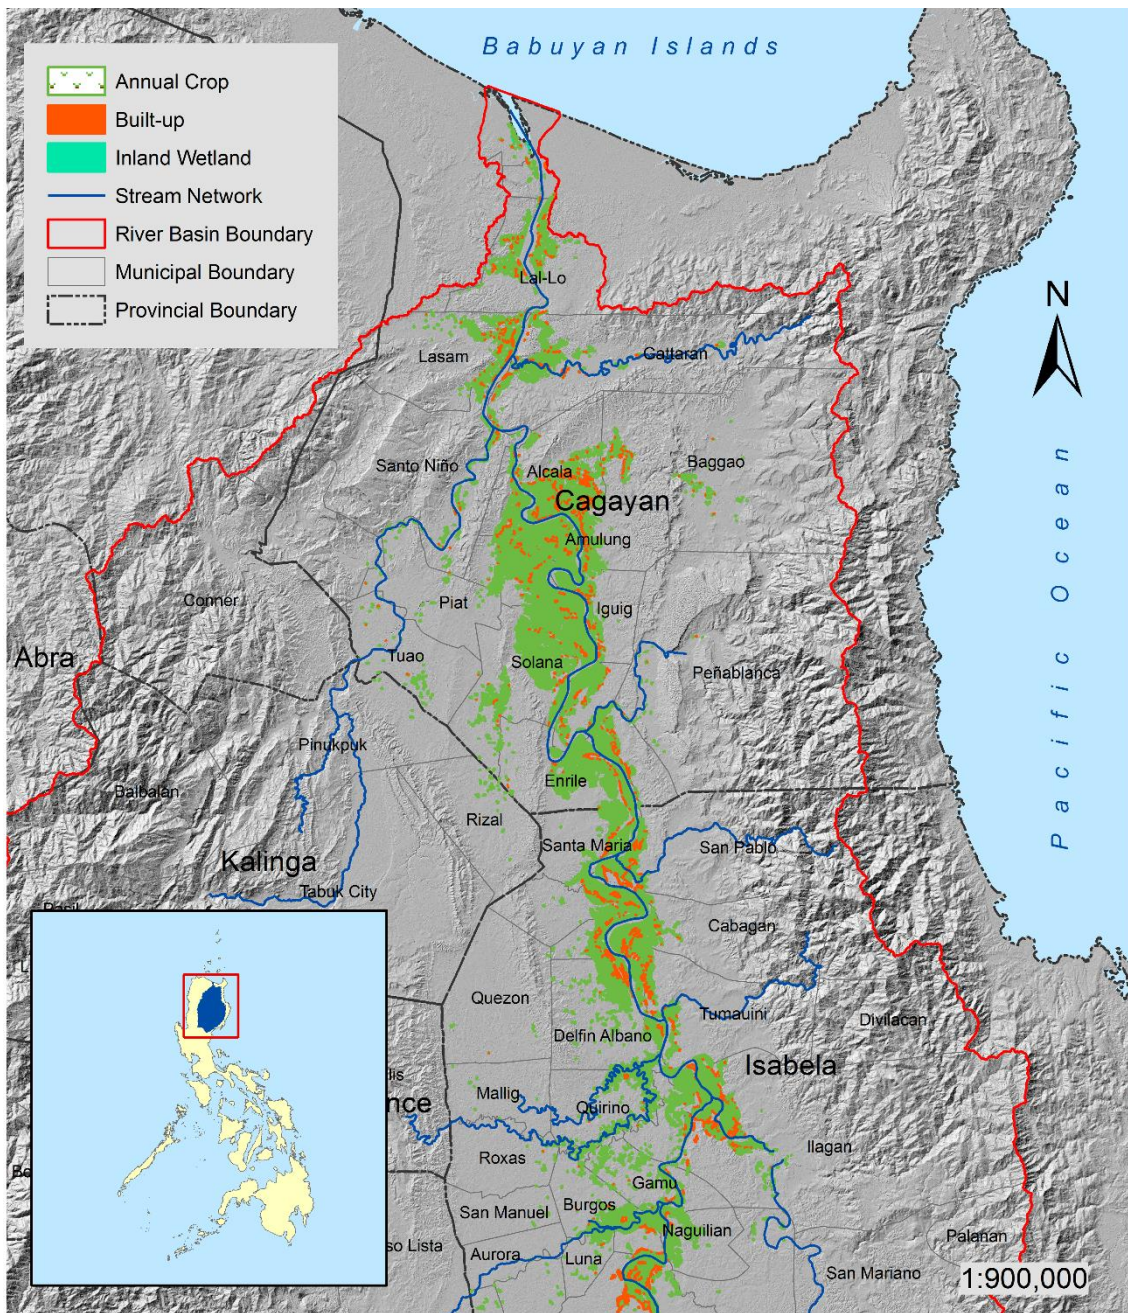 Babuyan Islands
Annual Crop
Built-up
Inland Wetland
Stream Network
River Basin Boundary
Municipal Boundary
Provincial Boundary
N
Pacific Ocean
Lal-Lo
Lasam
Gattaran
Santo Niño
Alcala
Baggao
Cagayan
Amulung
Conner
Piat
Iguig
Abra
Tuao
Solana
Peñablanca
Pinukpuk
Balbalan
Enrile
Rizal
Santa Maria
San Pablo
Kalinga
Tabuk City
Cabagan
Quezon
Tumauini
Divilacan
Delfin Albano
Isabela
Mallig
nce
Quirino
Roxas
Ilagan
Gamu
San Manuel
Burgos
Naguilian
Aurora
so Lista
Luna
Palanan
San Mariano
1:900,000